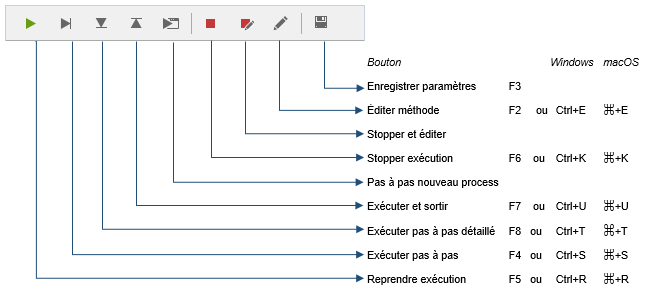 Bouton Windows macOS
Enregistrer paramètres F3
Éditer méthode F2 ou Ctrl+E ⌘+E
Stopper et éditer
Stopper exécution F6 ou Ctrl+K ⌘+K
Pas à pas nouveau process
Exécuter et sortir F7 ou Ctrl+U ⌘+U
Exécuter pas à pas détaillé F8 ou Ctrl+T ⌘+T
Exécuter pas à pas F4 ou Ctrl+S ⌘+S
Reprendre exécution F5 ou Ctrl+R ⌘+R